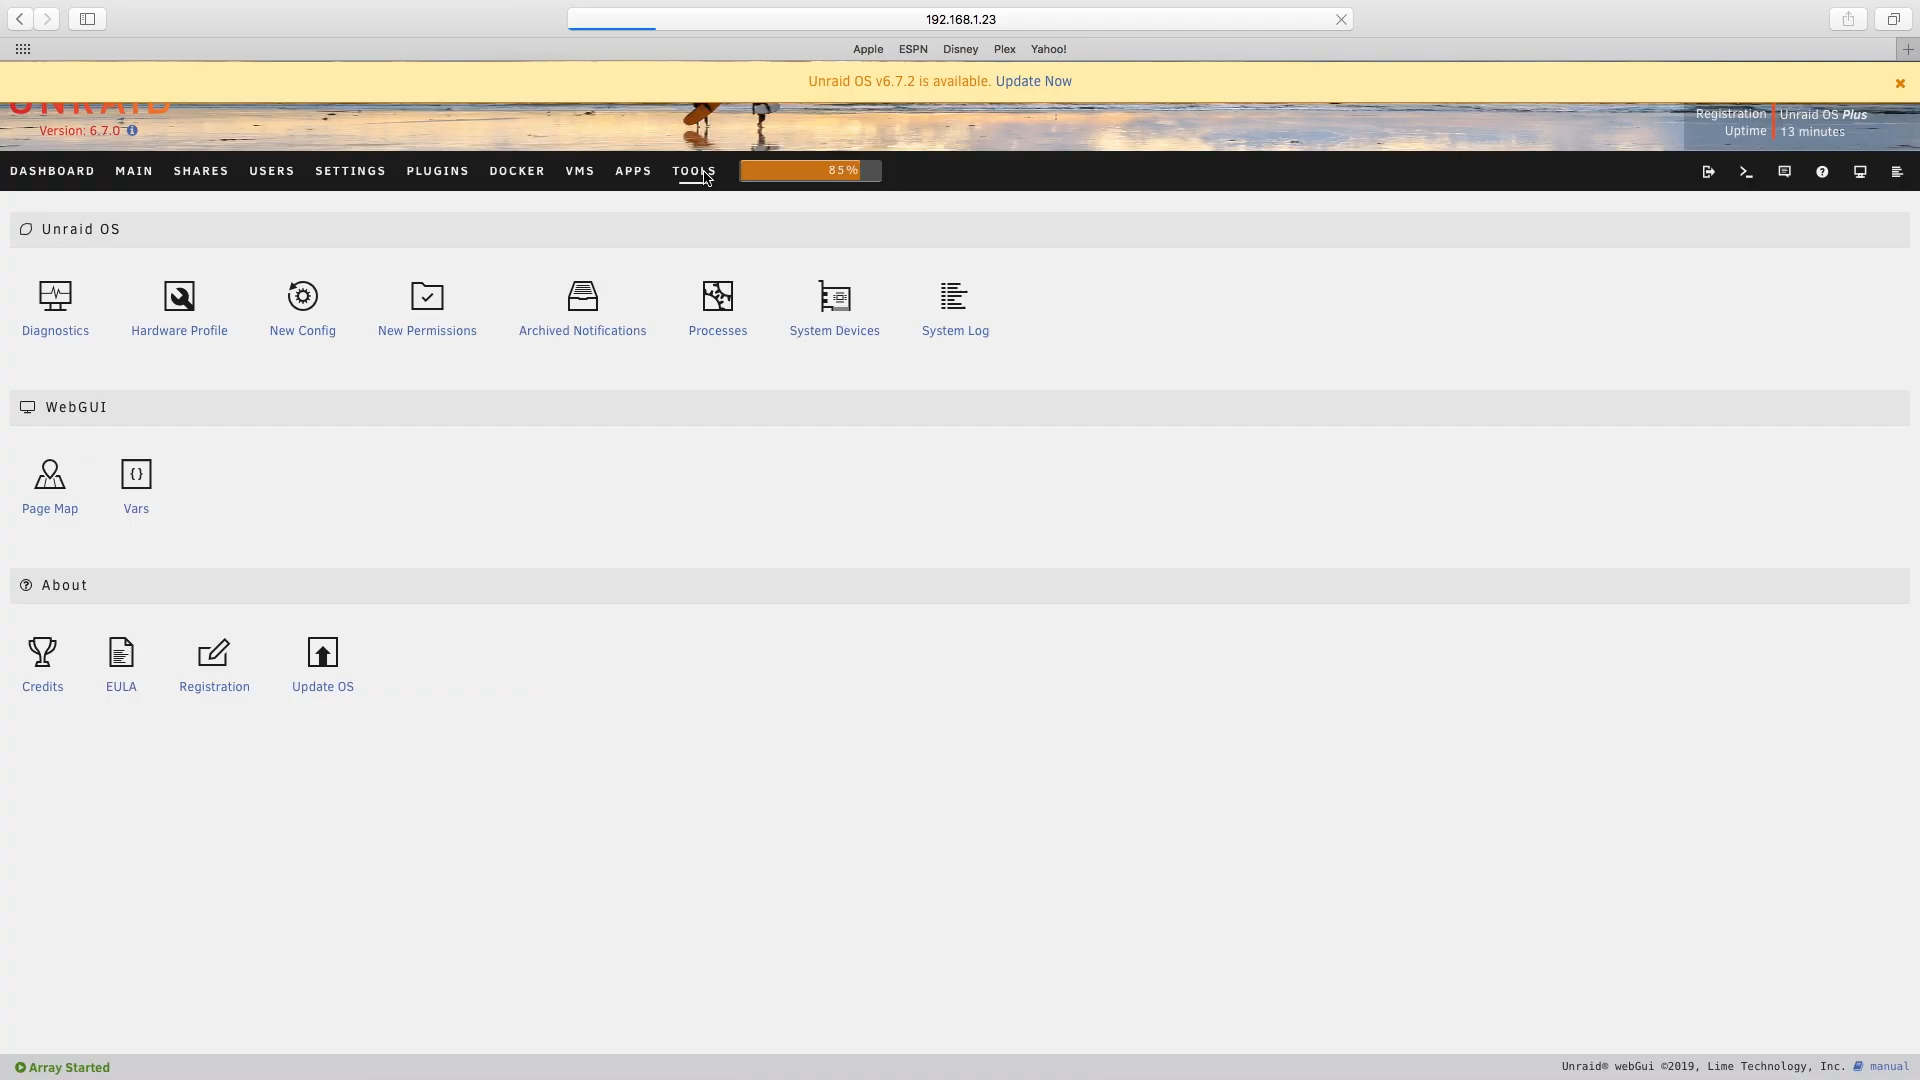 192.168.1.23
Apple ESPN Disney Plex Yahoo!
Unraid OS v6.7.2 is available. Update Now
UNRAID
Version: 6.7.0
Registration Unraid OS Plus
Uptime 13 minutes
DASHBOARD MAIN SHARES USERS SETTINGS PLUGINS DOCKER VMS APPS TOOLS 85%
Unraid OS
Diagnostics Hardware Profile New Config New Permissions Archived Notifications Processes System Devices System Log
WebGUI
Page Map Vars
About
Credits EULA Registration Update OS
Array Started
Unraid® webGui ©2019, Lime Technology, Inc. manual